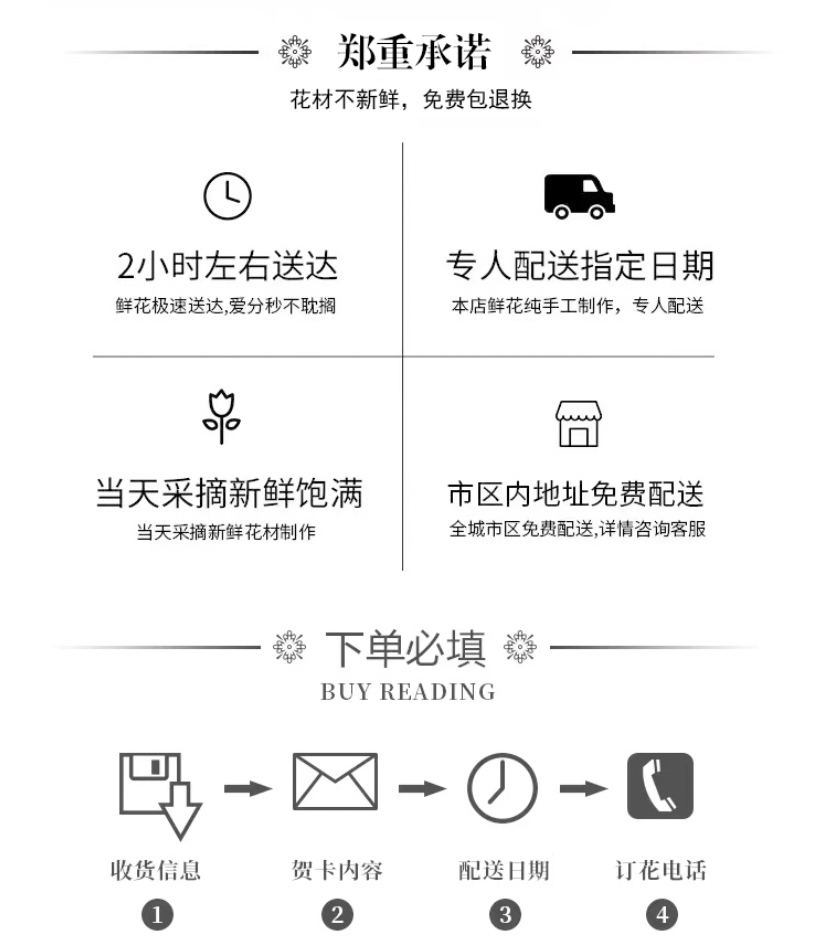 郑重承诺
花材不新鲜，免费包退换
2小时左右送达
鲜花极速送达,爱分秒不耽搁
专人配送指定日期
本店鲜花纯手工制作，专人配送
当天采摘新鲜饱满
当天采摘新鲜花材制作
市区内地址免费配送
全城市区免费配送,详情咨询客服
下单必填
BUY READING
收货信息
贺卡内容
配送日期
订花电话
1
2
3
4